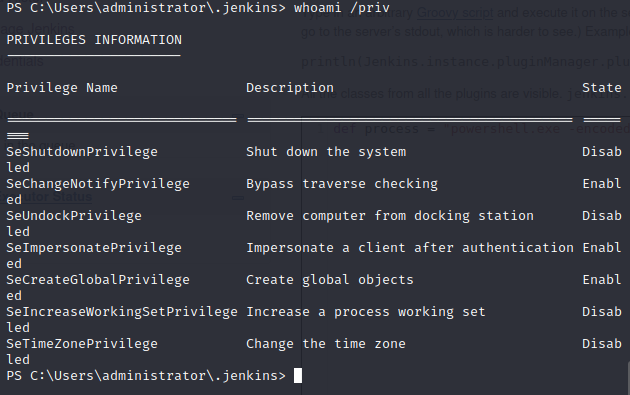 PS C:\Users\administrator\.jenkins> whoami /priv
PRIVILEGES INFORMATION
----------------------
Privilege Name Description State
============================= ========================================= =====
===
SeShutdownPrivilege Shut down the system Disab
led
SeChangeNotifyPrivilege Bypass traverse checking Enabl
ed
SeUndockPrivilege Remove computer from docking station Disab
led
SeImpersonatePrivilege Impersonate a client after authentication Enabl
ed
SeCreateGlobalPrivilege Create global objects Enabl
ed
SeIncreaseWorkingSetPrivilege Increase a process working set Disab
led
SeTimeZonePrivilege Change the time zone Disab
led
PS C:\Users\administrator\.jenkins>